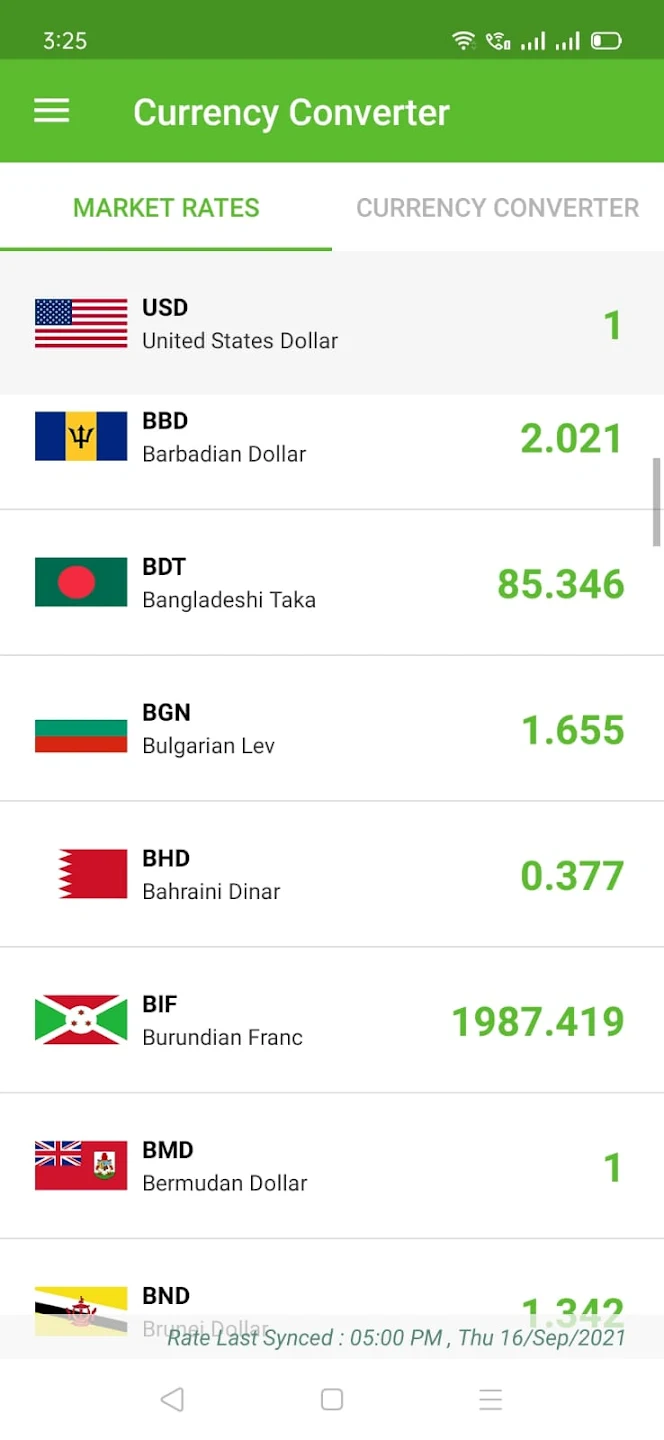 3:25
Currency Converter
MARKET RATES
CURRENCY CONVERTER
USD
United States Dollar
1
BBD
Barbadian Dollar
2.021
BDT
Bangladeshi Taka
85.346
BGN
Bulgarian Lev
1.655
BHD
Bahraini Dinar
0.377
BIF
Burundian Franc
1987.419
BMD
Bermudan Dollar
1
BND
Brunei Dollar
1.342
Rate Last Synced : 05:00 PM , Thu 16/Sep/2021